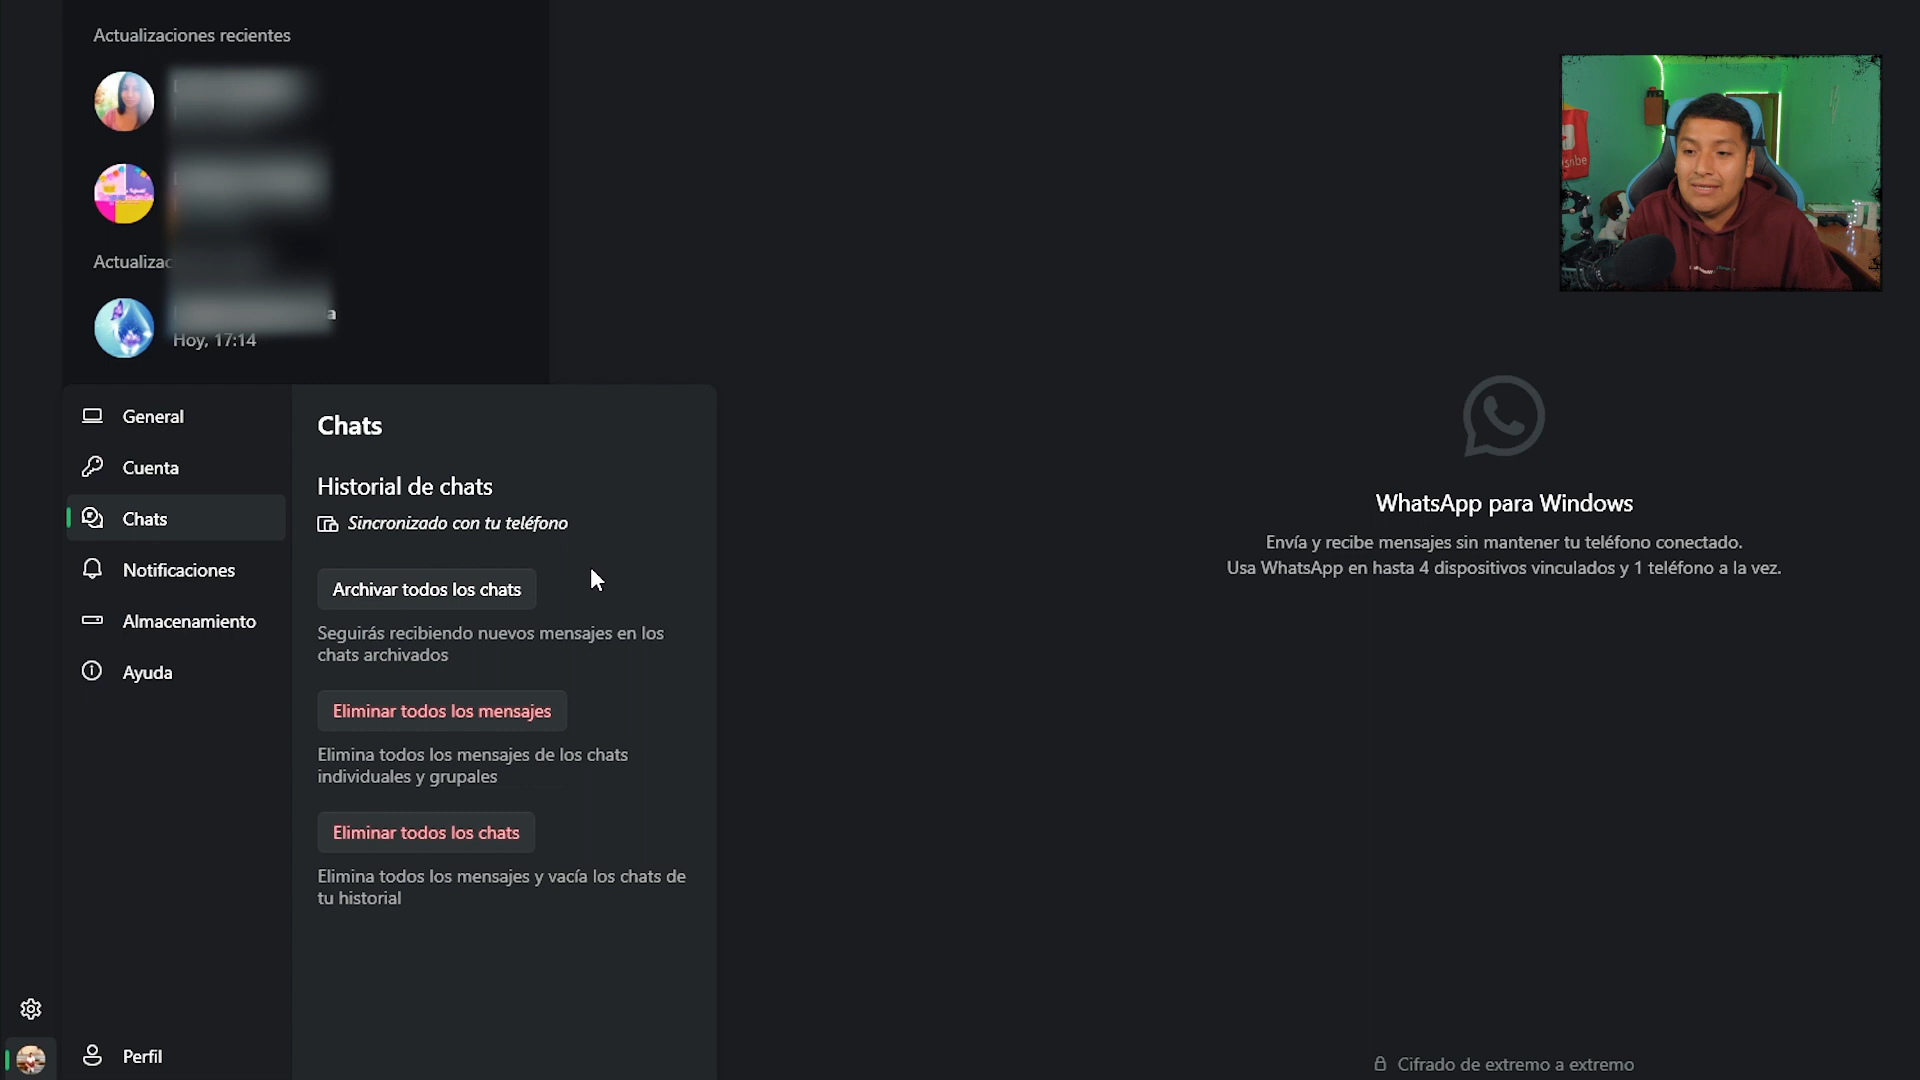 Actualizaciones recientes
Hoy, 17:14
General
Cuenta
Chats
Notificaciones
Almacenamiento
Ayuda
Perfil
Chats
Historial de chats
Sincronizado con tu teléfono
Archivar todos los chats
Seguirás recibiendo nuevos mensajes en los
chats archivados
Eliminar todos los mensajes
Elimina todos los mensajes de los chats
individuales y grupales
Eliminar todos los chats
Elimina todos los mensajes y vacía los chats de
tu historial
WhatsApp para Windows
Envía y recibe mensajes sin mantener tu teléfono conectado.
Usa WhatsApp en hasta 4 dispositivos vinculados y 1 teléfono a la vez.
Cifrado de extremo a extremo